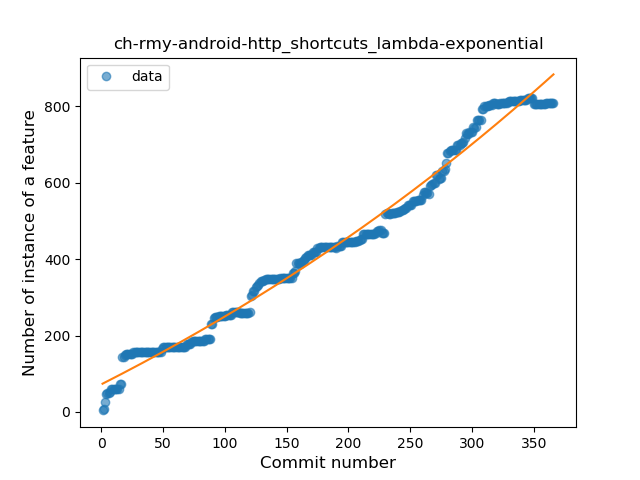 ch-rmy-android-http_shortcuts_lambda-exponential
data
Number of instance of a feature
800
600
400
200
0
0 50 100 150 200 250 300 350
Commit number